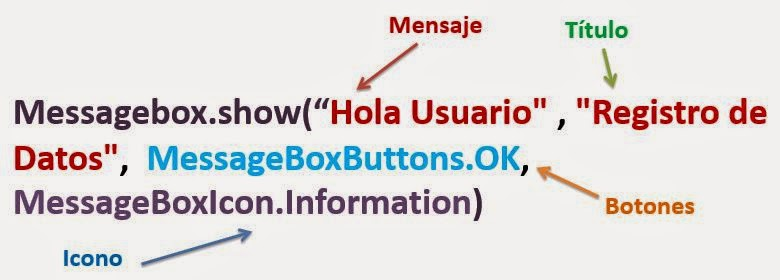 Mensaje
Título
Messagebox.show(“Hola Usuario" , "Registro de
Datos", MessageBoxButtons.OK,
MessageBoxIcon.Information)
Botones
Icono